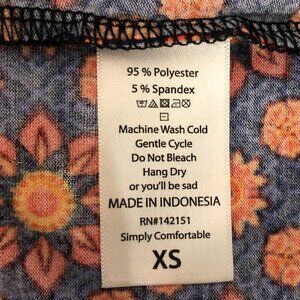 95 % Polyester
5 % Spandex
Machine Wash Cold
Gentle Cycle
Do Not Bleach
Hang Dry
or you'll be sad
MADE IN INDONESIA
RN#142151
Simply Comfortable
XS